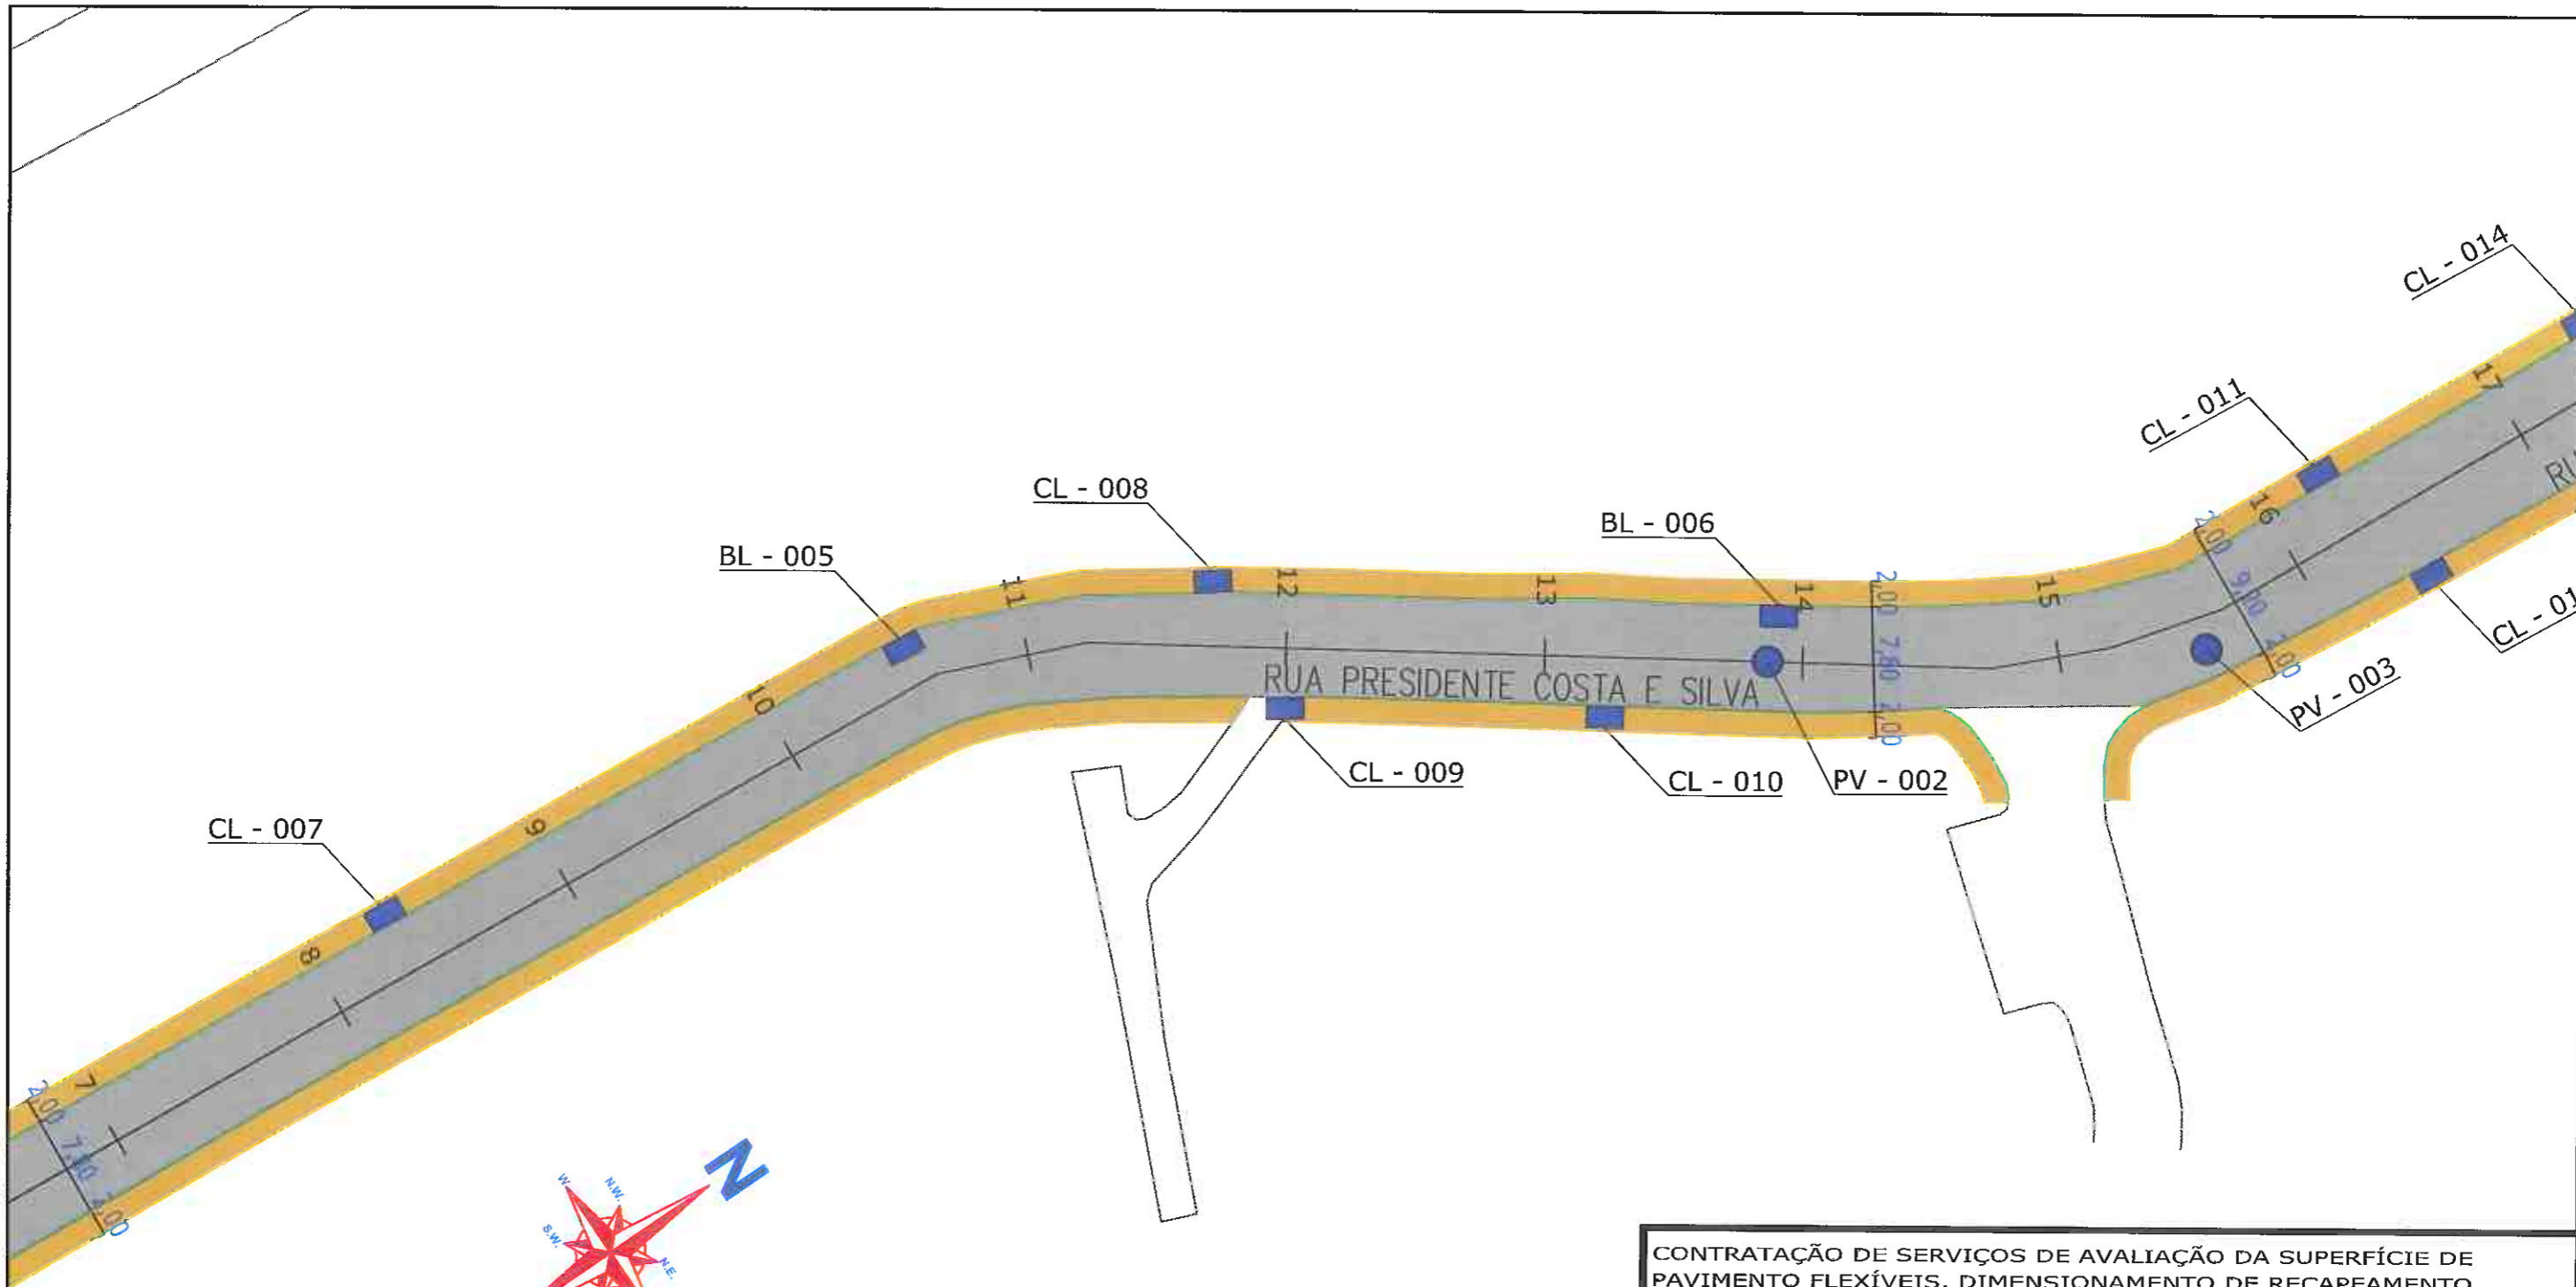 CL - 014
17
CL - 011
RU
16
CL - 008
BL - 006
2,00
9,00
2,00
BL - 005
11
12
13
14
2,00
7,80
2,00
15
CL - 01
RUA PRESIDENTE COSTA E SILVA
PV - 003
10
CL - 009
CL - 010
PV - 002
CL - 007
9
8
7
2,00
2,00
N
W
N.W.
S.W.
N.E.
CONTRATAÇÃO DE SERVIÇOS DE AVALIAÇÃO DA SUPERFÍCIE DE
PAVIMENTO FLEXÍVEIS, DIMENSIONAMENTO DE RECAPEAMENTO